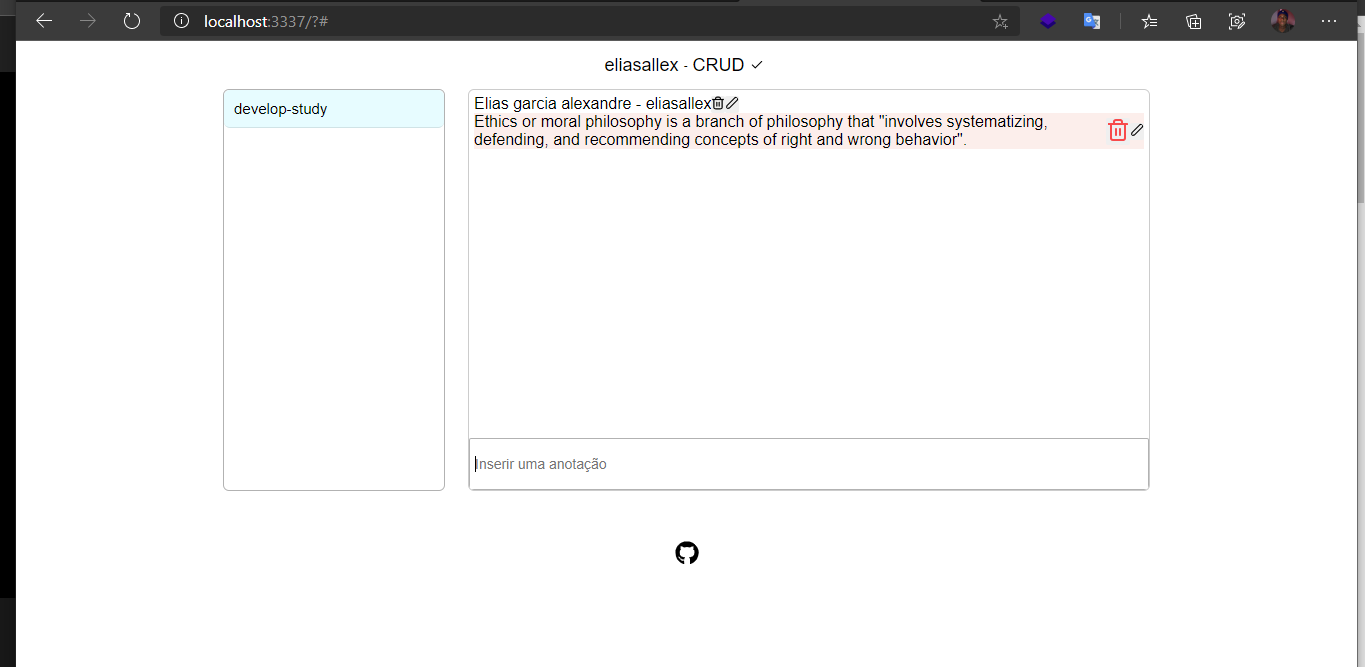 localhost:3337/?#
eliasallex - CRUD
develop-study
Elias garcia alexandre - eliasallex
Ethics or moral philosophy is a branch of philosophy that "involves systematizing,
defending, and recommending concepts of right and wrong behavior".
Inserir uma anotação